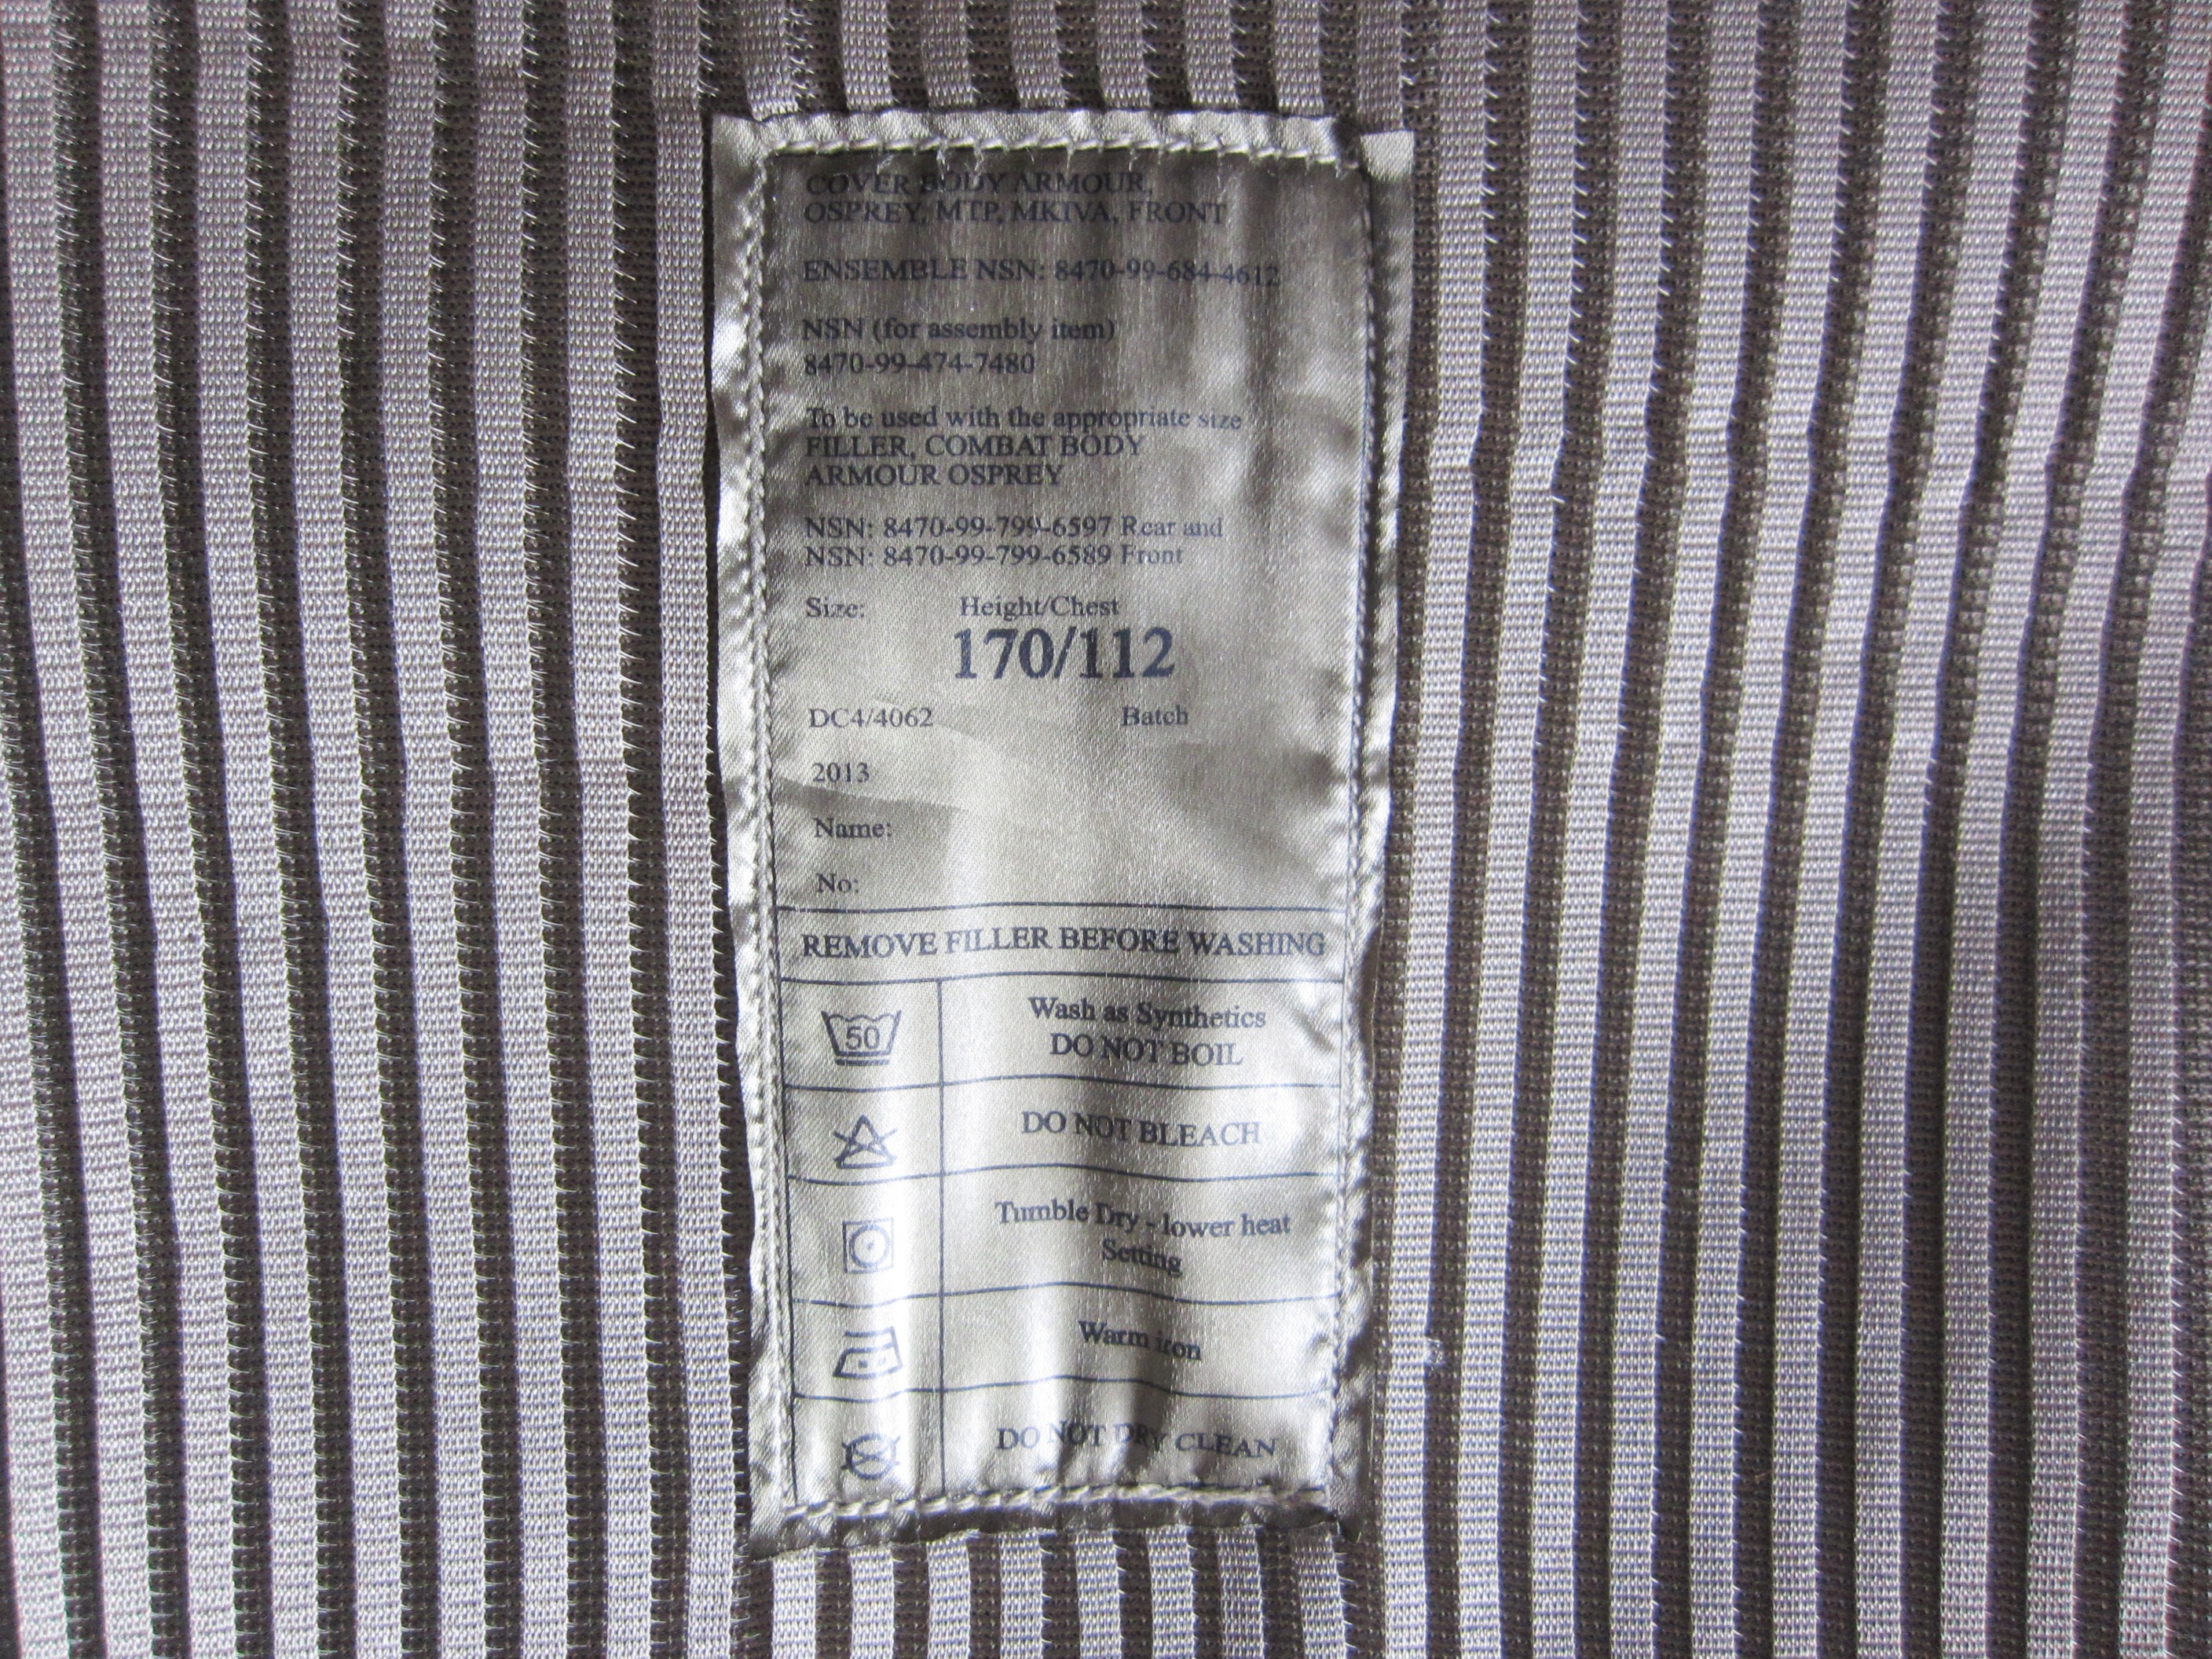 COVER BODY ARMOUR,
OSPREY, MTP, MKIVA, FRONT
ENSEMBLE NSN: 8470-99-684-4612
NSN (for assembly item)
8470-99-474-7480
To be used with the appropriate size
FILLER, COMBAT BODY
ARMOUR OSPREY
NSN: 8470-99-799-6597 Rear and
NSN: 8470-99-799-6589 Front
Size: Height/Chest
170/112
DC4/4062 Batch
2013
Name:
No:
REMOVE FILLER BEFORE WASHING
50 Wash as Synthetics
DO NOT BOIL
DO NOT BLEACH
Tumble Dry - lower heat
Setting
Warm iron
DO NOT DRY CLEAN